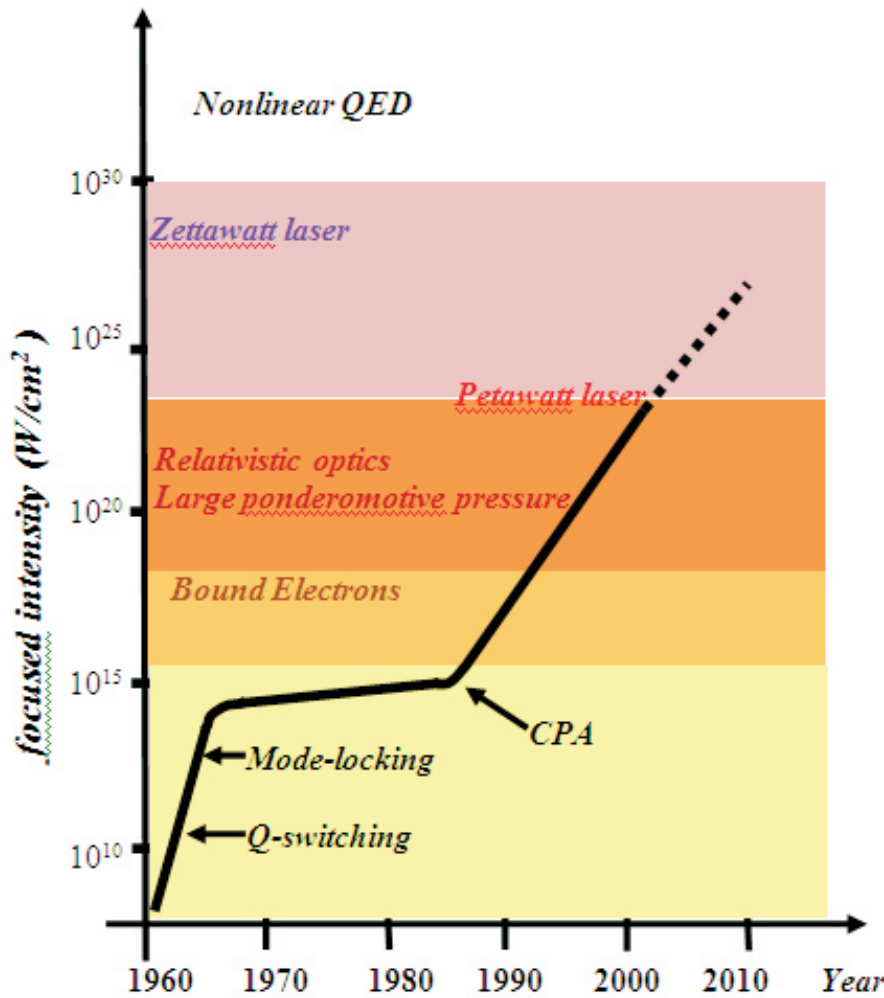 Nonlinear QED
10³⁰
Zettawatt laser
10²⁵
Petawatt laser
Relativistic optics
Large ponderomotive pressure
10²⁰
Bound Electrons
10¹⁵
CPA
Mode-locking
Q-switching
10¹⁰
focused intensity (W/cm²)
1960 1970 1980 1990 2000 2010 Year